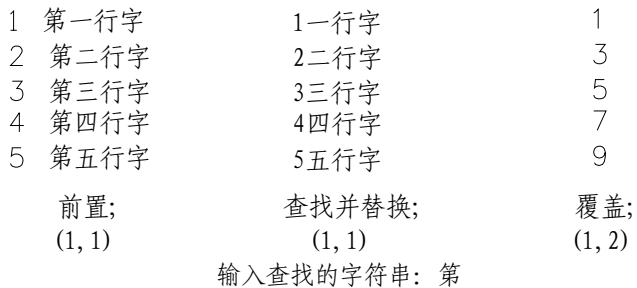 1 第一行字 1一行字 1
2 第二行字 2二行字 3
3 第三行字 3三行字 5
4 第四行字 4四行字 7
5 第五行字 5五行字 9
前置; 查找并替换; 覆盖;
(1, 1) (1, 1) (1, 2)
输入查找的字符串: 第